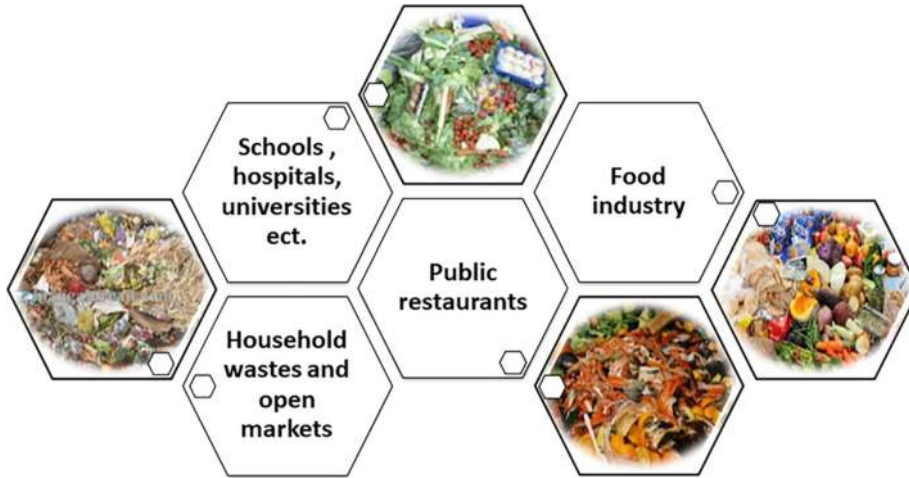 Schools ,
hospitals,
universities
ect.
Food
industry
Public
restaurants
Household
wastes and
open
markets